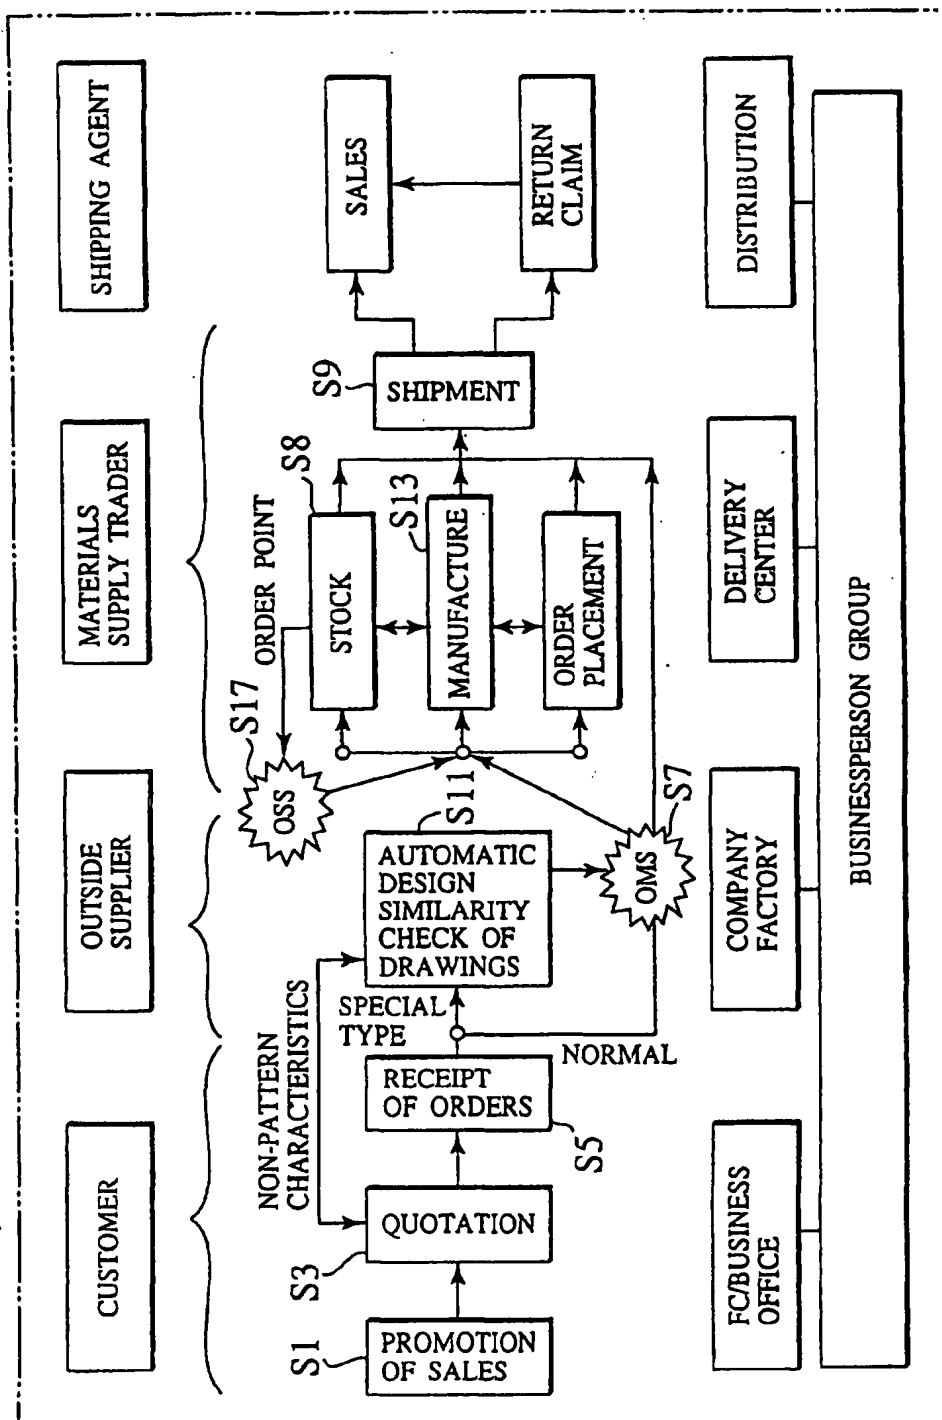 CUSTOMER
OUTSIDE
SUPPLIER
MATERIALS
SUPPLY TRADER
SHIPPING AGENT
NON-PATTERN
CHARACTERISTICS
S17
OSS
ORDER POINT
S1
PROMOTION
OF SALES
S3
QUOTATION
RECEIPT
OF ORDERS
S5
SPECIAL
TYPE
NORMAL
S11
AUTOMATIC
DESIGN
SIMILARITY
CHECK OF
DRAWINGS
OMS
S7
S8
STOCK
S13
MANUFACTURE
ORDER
PLACEMENT
S9
SHIPMENT
SALES
RETURN
CLAIM
FC/BUSINESS
OFFICE
COMPANY
FACTORY
DELIVERY
CENTER
DISTRIBUTION
BUSINESSPERSON GROUP